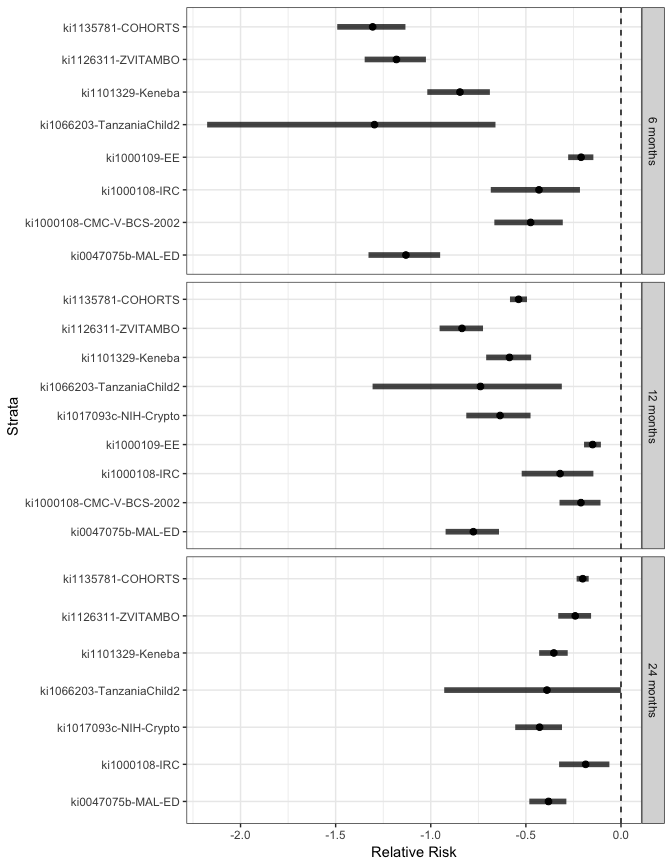 ki1135781-COHORTS
ki1126311-ZVITAMBO
ki1101329-Keneba
ki1066203-TanzaniaChild2
ki1000109-EE
ki1000108-IRC
ki1000108-CMC-V-BCS-2002
ki0047075b-MAL-ED
6 months
ki1135781-COHORTS
ki1126311-ZVITAMBO
ki1101329-Keneba
ki1066203-TanzaniaChild2
ki1017093c-NIH-Crypto
ki1000109-EE
ki1000108-IRC
ki1000108-CMC-V-BCS-2002
ki0047075b-MAL-ED
12 months
Strata
ki1135781-COHORTS
ki1126311-ZVITAMBO
ki1101329-Keneba
ki1066203-TanzaniaChild2
ki1017093c-NIH-Crypto
ki1000108-IRC
ki0047075b-MAL-ED
24 months
-2.0 -1.5 -1.0 -0.5 0.0
Relative Risk